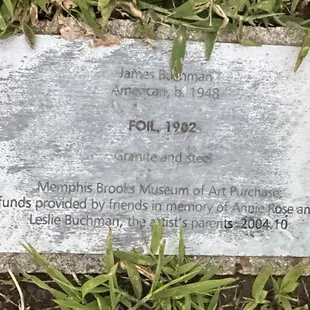 James Buchman
American, b. 1948
FOIL, 1982
Granite and steel
Memphis Brooks Museum of Art Purchase;
funds provided by friends in memory of Annie Rose and
Leslie Buchman, the artist's parents 2004.10